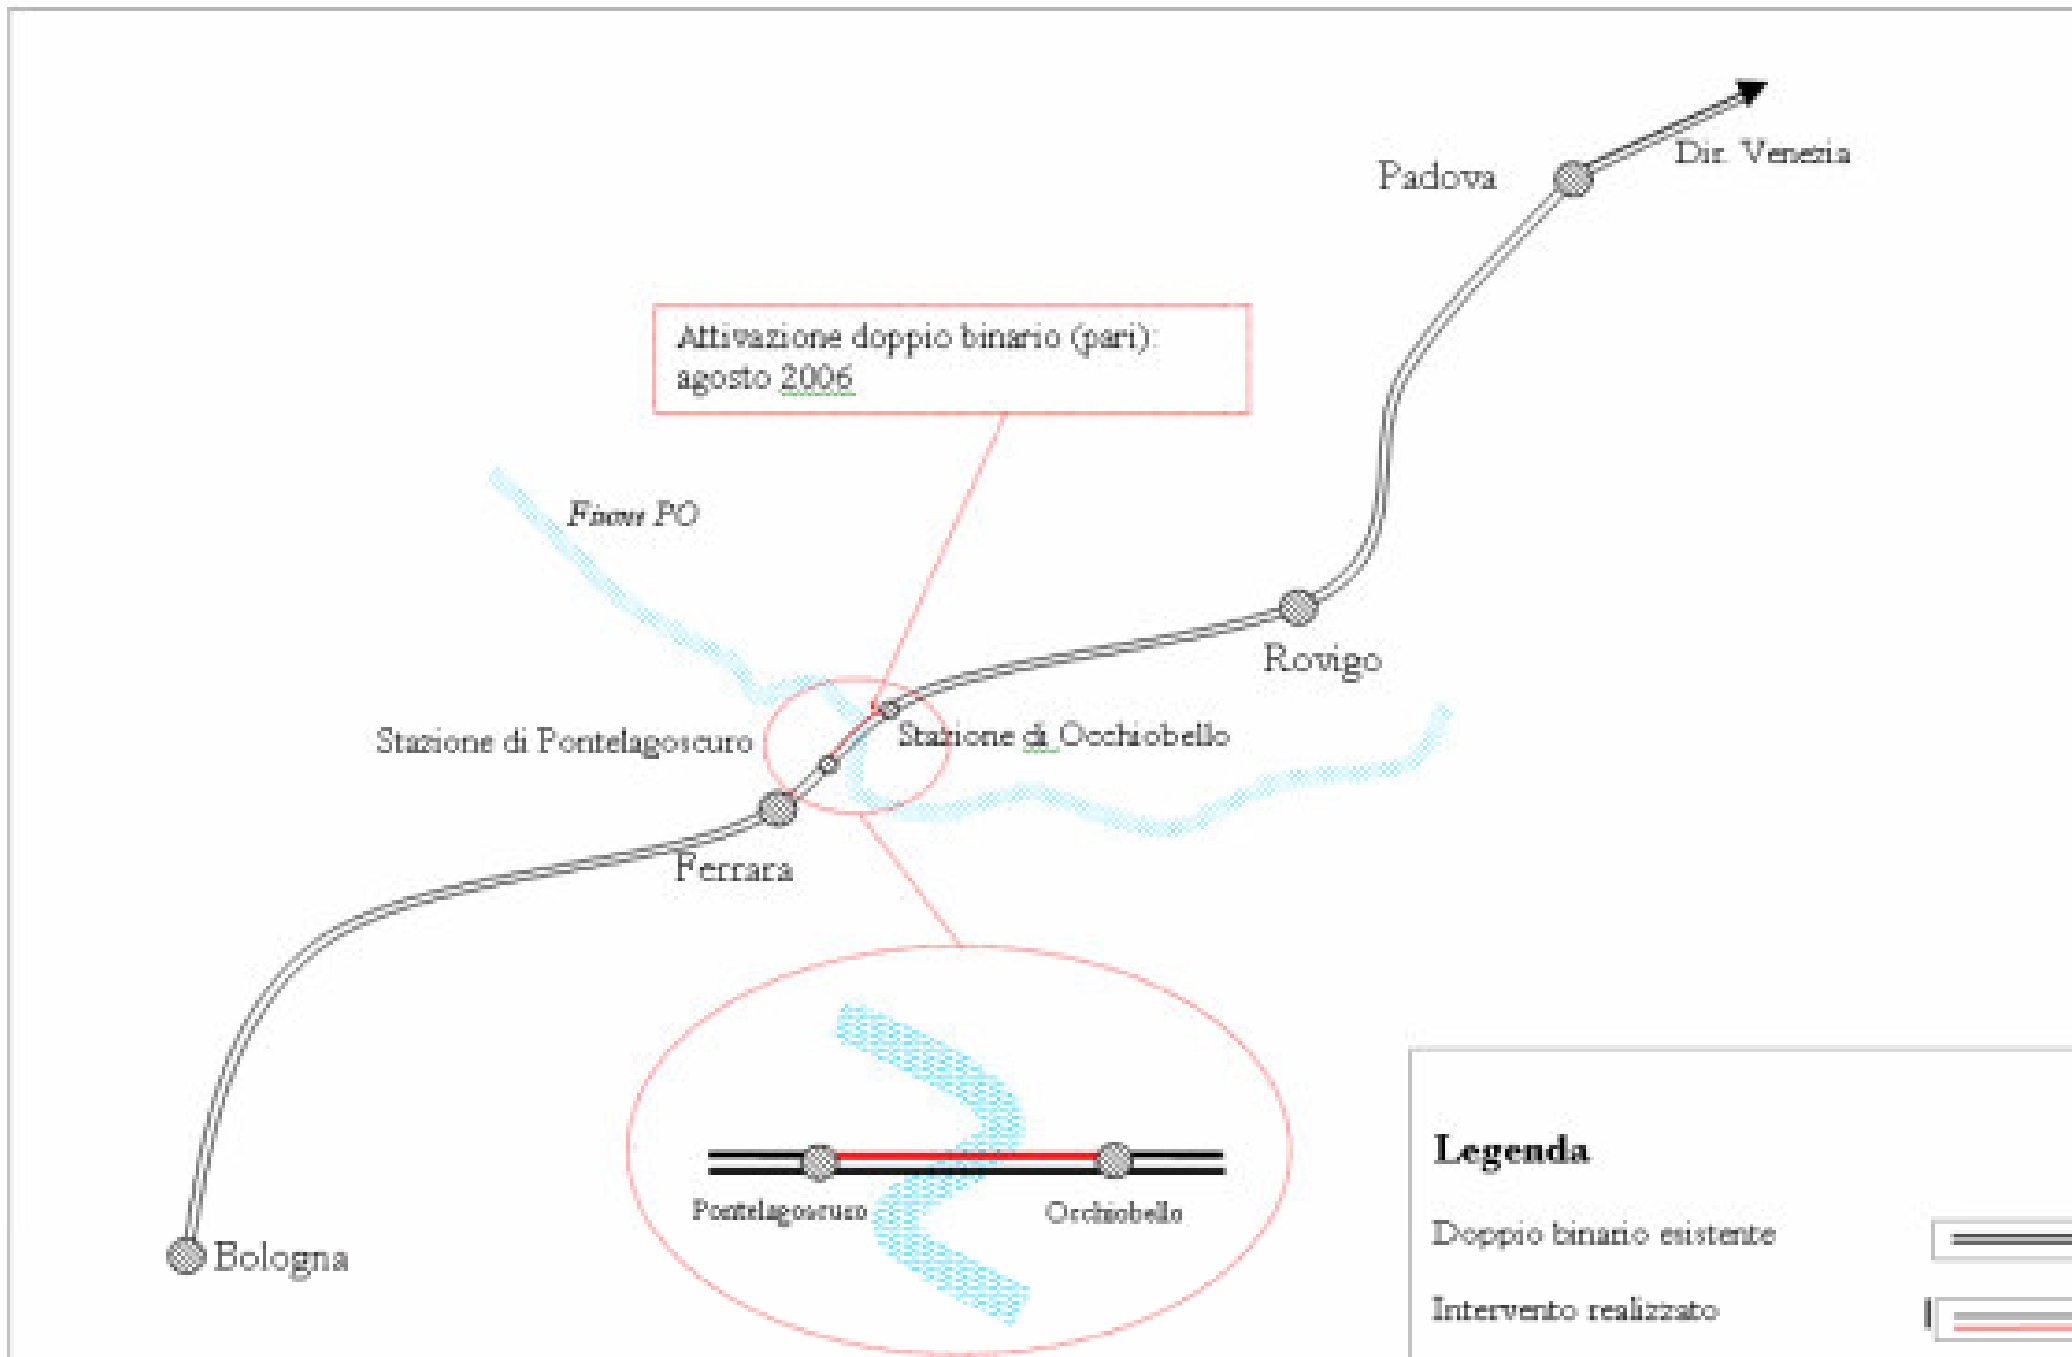 Dir. Venezia
Padova
Attivazione doppio binario (pari):
agosto 2006
Fiume PO
Rovigo
Stazione di Pontelagoscuro
Stazione di Occhiobello
Ferrara
Pontelagoscuro
Occhiobello
Bologna
Legenda
Doppio binario esistente
Intervento realizzato